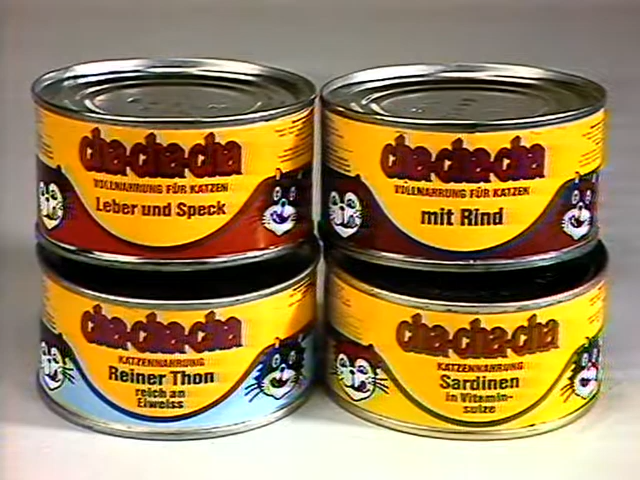 cha-cha-cha
VOLLNAHRUNG FÜR KATZEN
Leber und Speck
cha-cha-cha
VOLLNAHRUNG FÜR KATZEN
mit Rind
cha-cha-cha
KATZENNAHRUNG
Reiner Thon
reich an
Eiweiss
cha-cha-cha
KATZENNAHRUNG
Sardinen
in Vitamin-
sulze